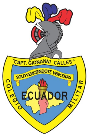 "CAPT. GIOVANNI CALLES"
ECUADOR
COLEGIO MILITAR